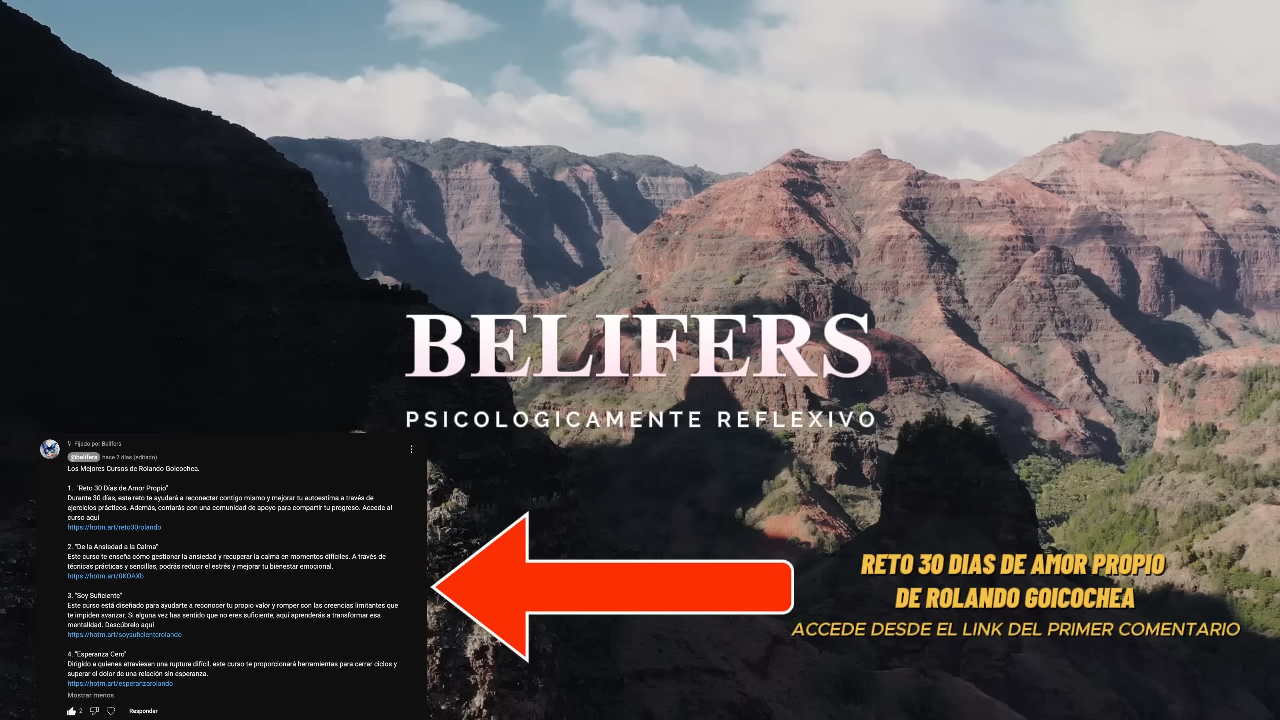 BELIFERS
PSICOLOGICAMENTE REFLEXIVO
Fijado por Belifers
@belifers hace 2 días (editado)
Los Mejores Cursos de Rolando Goicochea.
1. "Reto 30 Días de Amor Propio"
Durante 30 días, este reto te ayudará a reconectar contigo mismo y mejorar tu autoestima a través de
ejercicios prácticos. Además, contarás con una comunidad de apoyo para compartir tu progreso. Accede al
curso aquí
https://hotm.art/reto30rolando
2. "De la Ansiedad a la Calma"
Este curso te enseña cómo gestionar la ansiedad y recuperar la calma en momentos difíciles. A través de
técnicas prácticas y sencillas, podrás reducir el estrés y mejorar tu bienestar emocional.
https://hotm.art/0KOAXb
3. "Soy Suficiente"
Este curso está diseñado para ayudarte a reconocer tu propio valor y romper con las creencias limitantes que
te impiden avanzar. Si alguna vez has sentido que no eres suficiente, aquí aprenderás a transformar esa
mentalidad. Descúbrelo aquí
https://hotm.art/soysuficienterolando
4. "Esperanza Cero"
Dirigido a quienes atraviesan una ruptura difícil, este curso te proporcionará herramientas para cerrar ciclos y
superar el dolor de una relación sin esperanza.
https://hotm.art/esperanzarolando
Mostrar menos
2 Responder
RETO 30 DIAS DE AMOR PROPIO
DE ROLANDO GOICOCHEA
ACCEDE DESDE EL LINK DEL PRIMER COMENTARIO